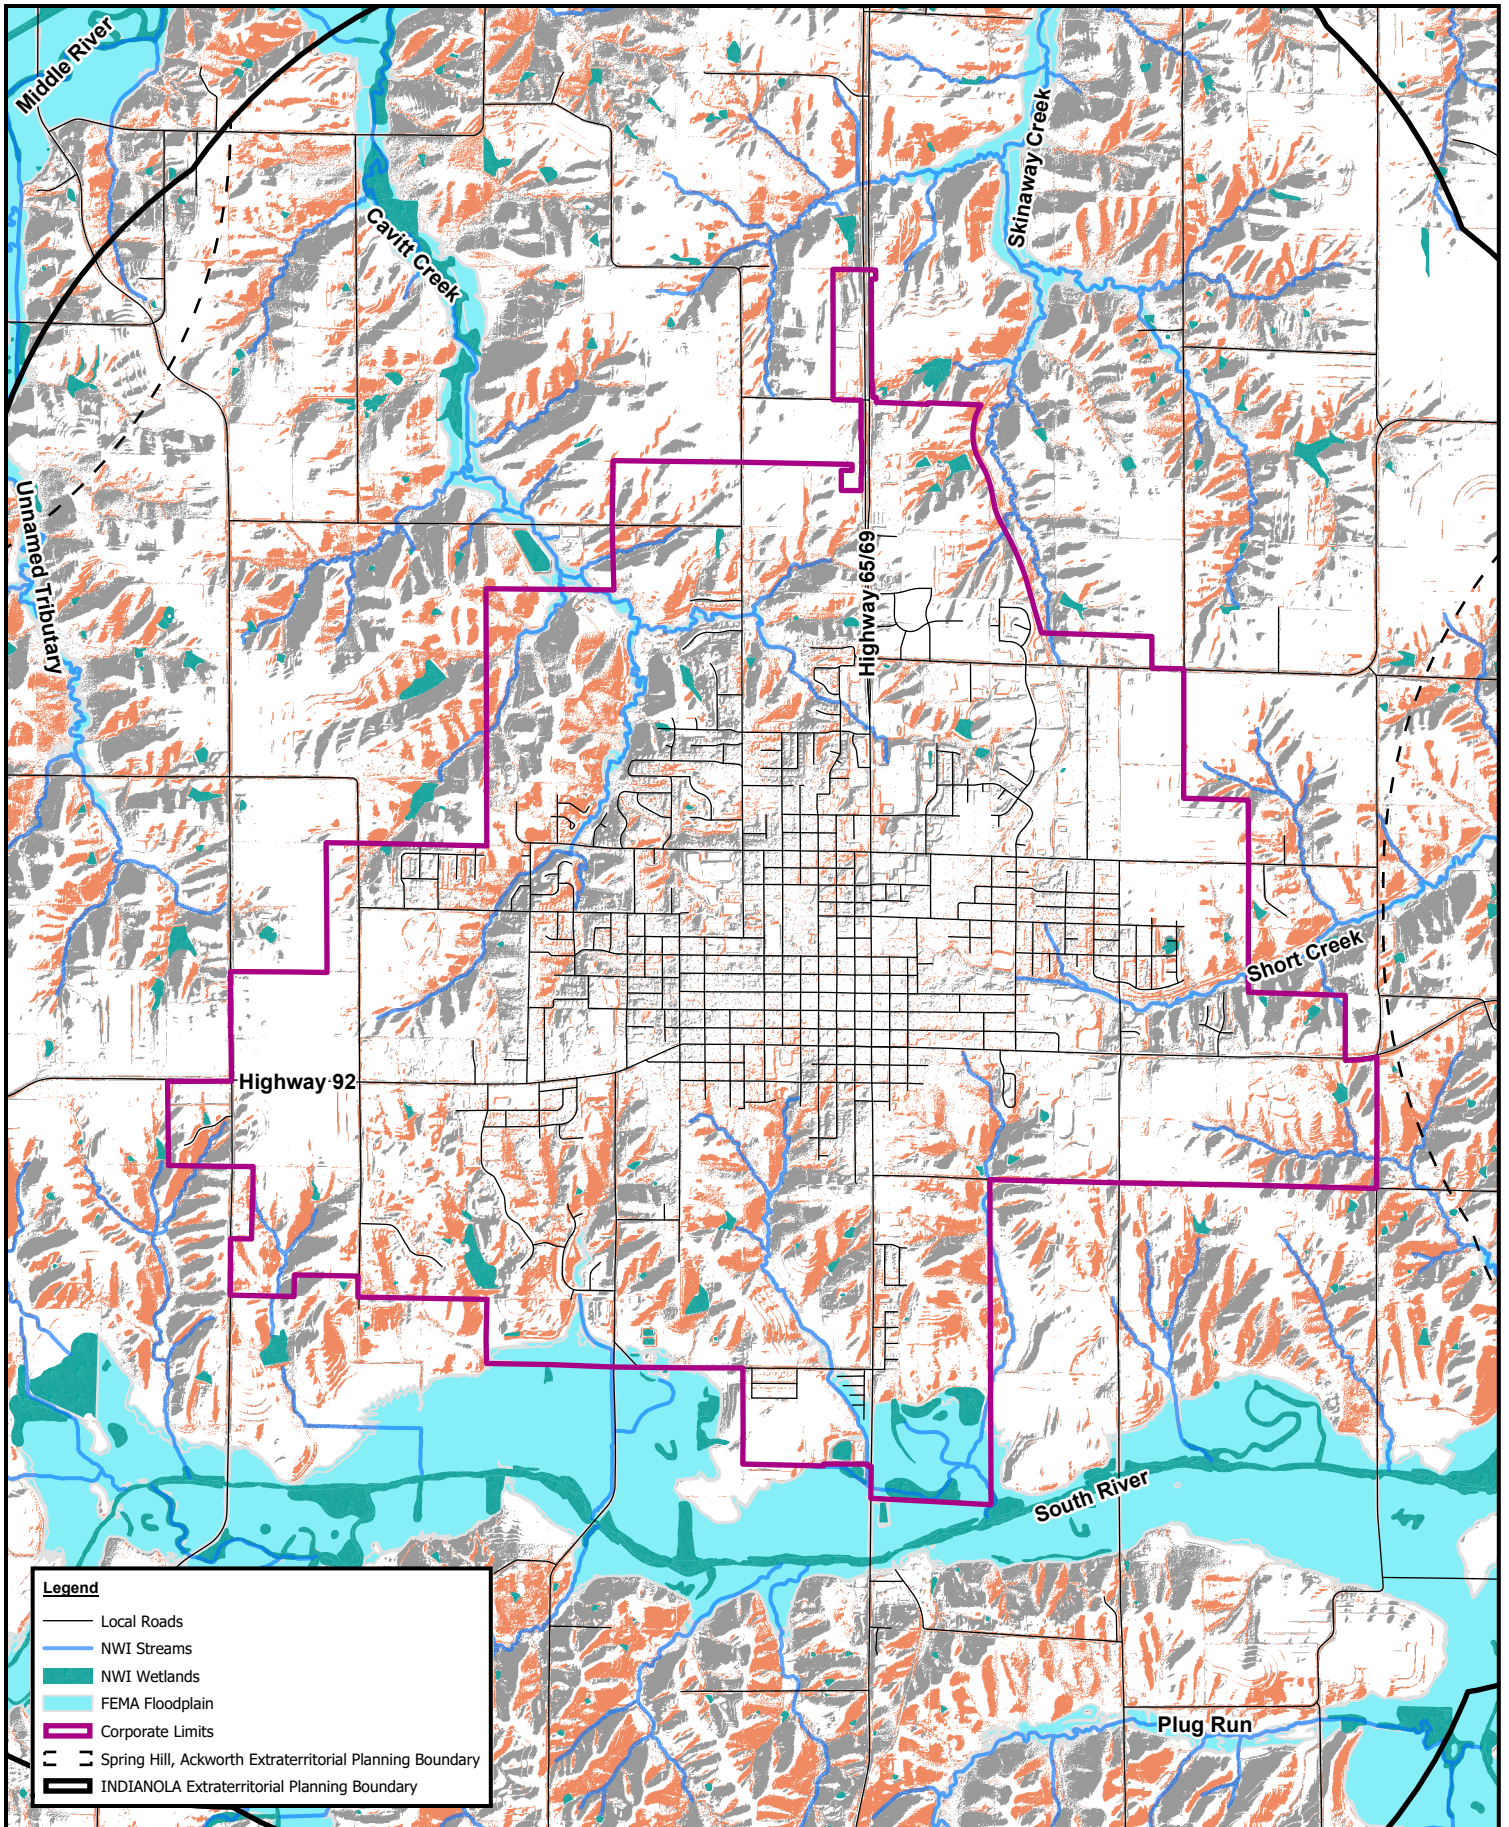 Middle River
Skinaway Creek
Cavitt Creek
Unnamed Tributary
Highway 65/69
Short Creek
Highway 92
South River
Plug Run
Legend
Local Roads
NWI Streams
NWI Wetlands
FEMA Floodplain
Corporate Limits
Spring Hill, Ackworth Extraterritorial Planning Boundary
INDIANOLA Extraterritorial Planning Boundary